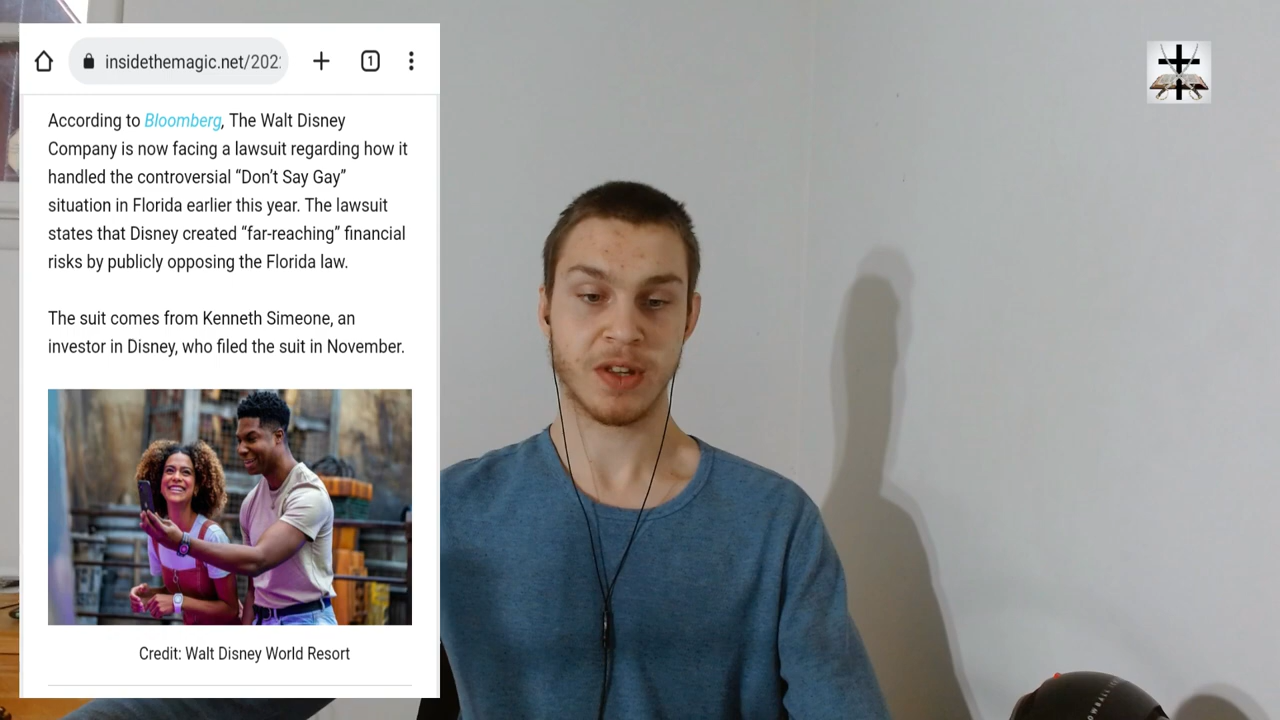 insidethemagic.net/202
1
According to Bloomberg, The Walt Disney
Company is now facing a lawsuit regarding how it
handled the controversial “Don’t Say Gay”
situation in Florida earlier this year. The lawsuit
states that Disney created “far-reaching” financial
risks by publicly opposing the Florida law.
The suit comes from Kenneth Simeone, an
investor in Disney, who filed the suit in November.
Credit: Walt Disney World Resort